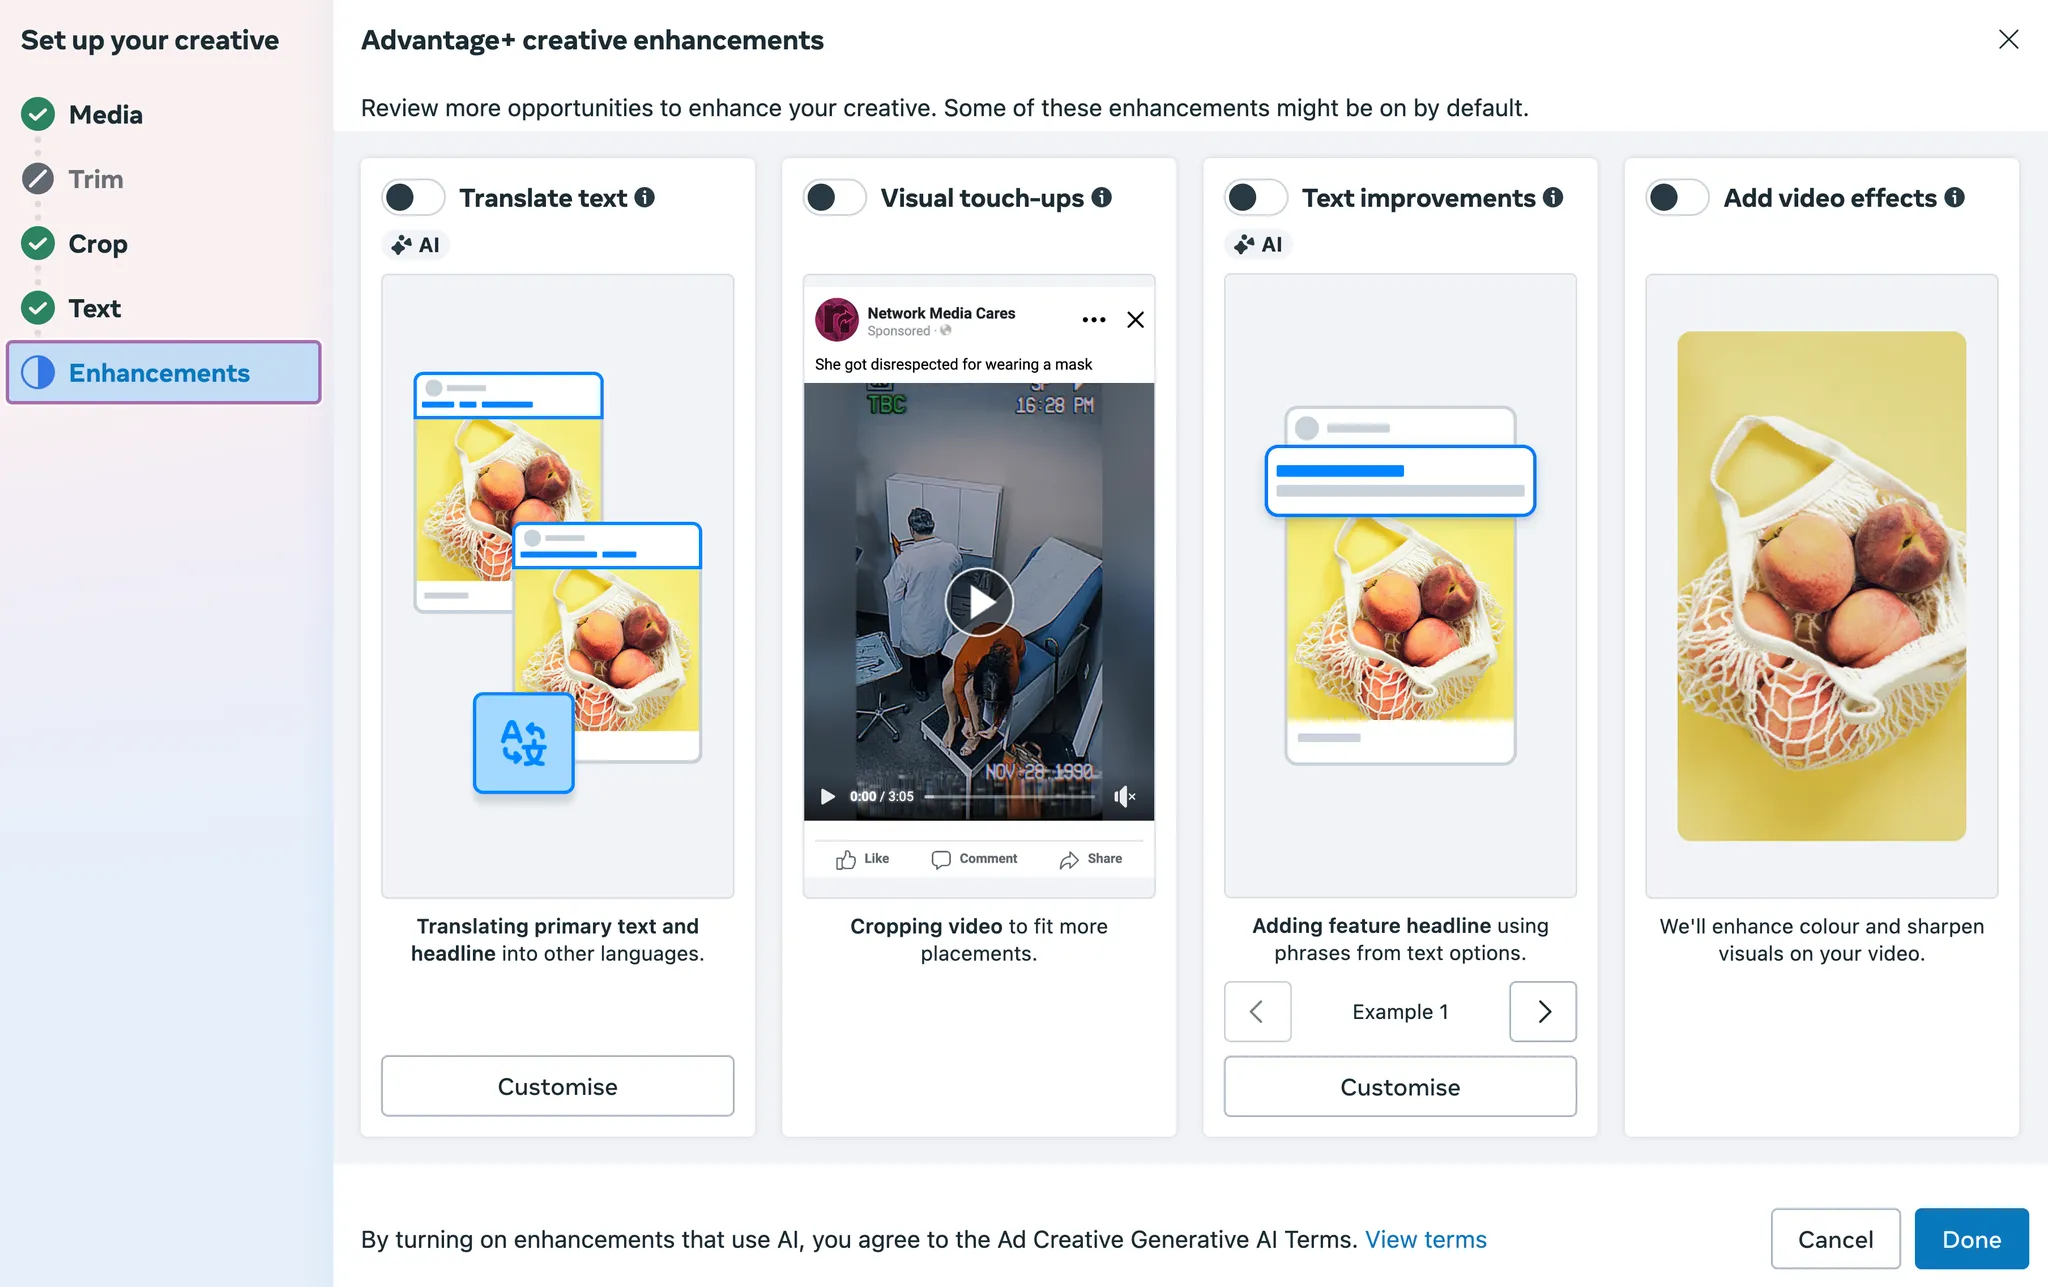 Set up your creative
Media
Trim
Crop
Text
Enhancements
Advantage+ creative enhancements
Review more opportunities to enhance your creative. Some of these enhancements might be on by default.
Translate text
AI
Translating primary text and
headline into other languages.
Customise
Visual touch-ups
Network Media Cares
Sponsored ·
She got disrespected for wearing a mask
TBC
SP
16:28 PM
NOV 28 1990
0:00 / 3:05
Like
Comment
Share
Cropping video to fit more
placements.
Text improvements
AI
Adding feature headline using
phrases from text options.
Example 1
Customise
Add video effects
We'll enhance colour and sharpen
visuals on your video.
By turning on enhancements that use AI, you agree to the Ad Creative Generative AI Terms. View terms
Cancel
Done